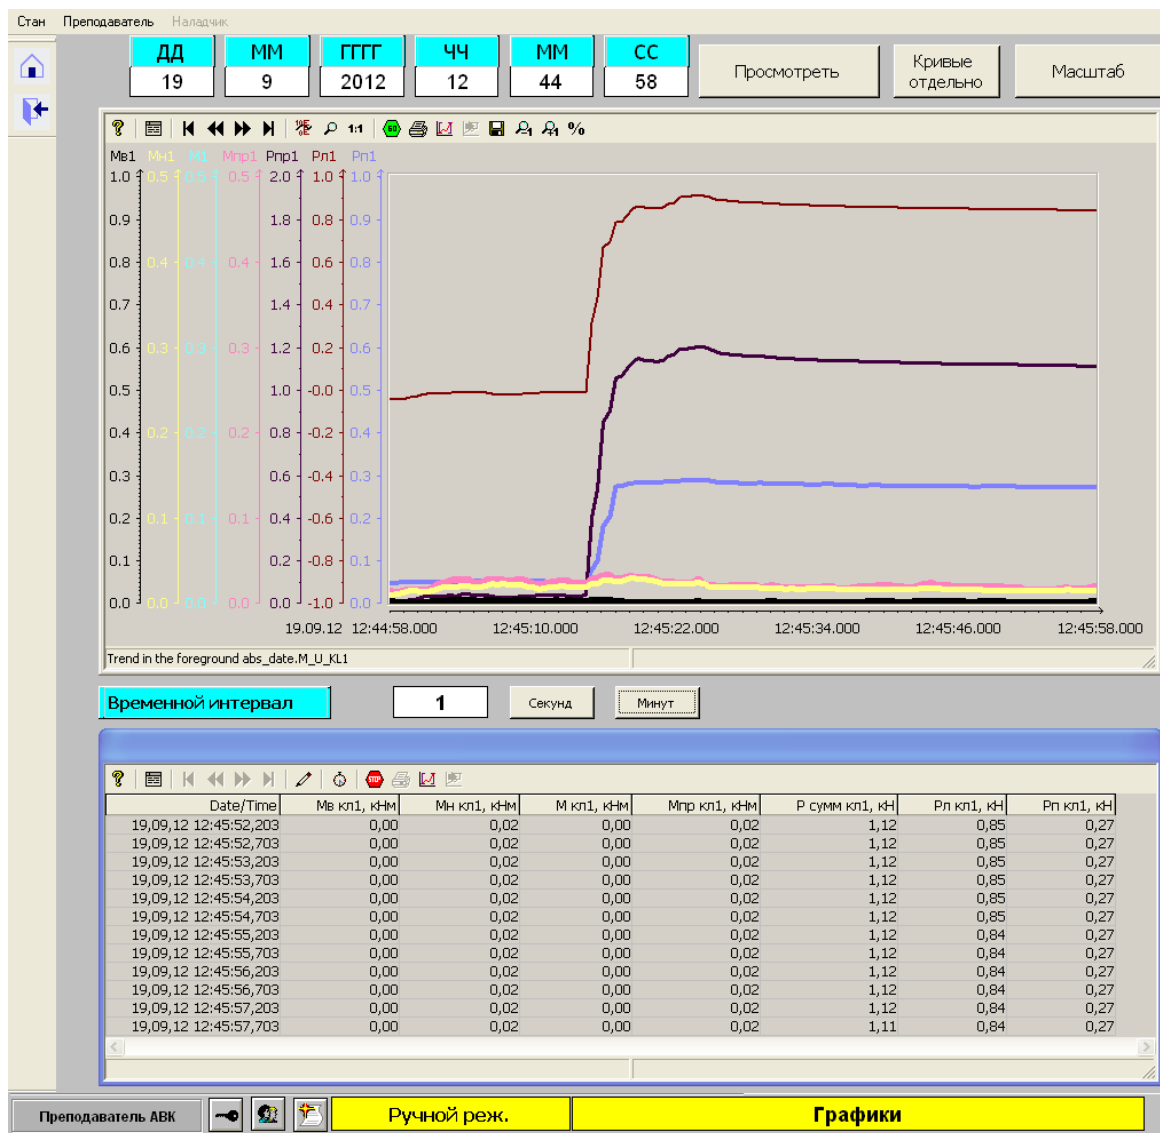 Стан Преподаватель Наладчик
ДД ММ ГГГГ ЧЧ ММ СС
19 9 2012 12 44 58
Просмотреть
Кривые
отдельно
Масштаб
1:1 %
Мв1 Мн1 М1 Мпр1 Рпр1 Рл1 Рп1
1.0 0.5 0.5 0.5 2.0 1.0 1.0
0.9 1.8 0.8 0.9
0.8 0.4 0.4 0.4 1.6 0.6 0.8
0.7 1.4 0.4 0.7
0.6 0.3 0.3 0.3 1.2 0.2 0.6
0.5 1.0 -0.0 0.5
0.4 0.2 0.2 0.2 0.8 -0.2 0.4
0.3 0.6 -0.4 0.3
0.2 0.1 0.1 0.1 0.4 -0.6 0.2
0.1 0.2 -0.8 0.1
0.0 0.0 0.0 0.0 0.0 -1.0 0.0
19.09.12 12:44:58.000 12:45:10.000 12:45:22.000 12:45:34.000 12:45:46.000 12:45:58.000
Trend in the foreground abs_date.M_U_KL1
Временной интервал 1 Секунд Минут
STOP
Date/Time Мв кл1, кНм Мн кл1, кНм М кл1, кНм Мпр кл1, кНм Р сумм кл1, кН Рл кл1, кН Рп кл1, кН
19,09,12 12:45:52,203 0,00 0,02 0,00 0,02 1,12 0,85 0,27
19,09,12 12:45:52,703 0,00 0,02 0,00 0,02 1,12 0,85 0,27
19,09,12 12:45:53,203 0,00 0,02 0,00 0,02 1,12 0,85 0,27
19,09,12 12:45:53,703 0,00 0,02 0,00 0,02 1,12 0,85 0,27
19,09,12 12:45:54,203 0,00 0,02 0,00 0,02 1,12 0,85 0,27
19,09,12 12:45:54,703 0,00 0,02 0,00 0,02 1,12 0,85 0,27
19,09,12 12:45:55,203 0,00 0,02 0,00 0,02 1,12 0,84 0,27
19,09,12 12:45:55,703 0,00 0,02 0,00 0,02 1,12 0,84 0,27
19,09,12 12:45:56,203 0,00 0,02 0,00 0,02 1,12 0,84 0,27
19,09,12 12:45:56,703 0,00 0,02 0,00 0,02 1,12 0,84 0,27
19,09,12 12:45:57,203 0,00 0,02 0,00 0,02 1,12 0,84 0,27
19,09,12 12:45:57,703 0,00 0,02 0,00 0,02 1,11 0,84 0,27
Преподаватель АВК Ручной реж. Графики